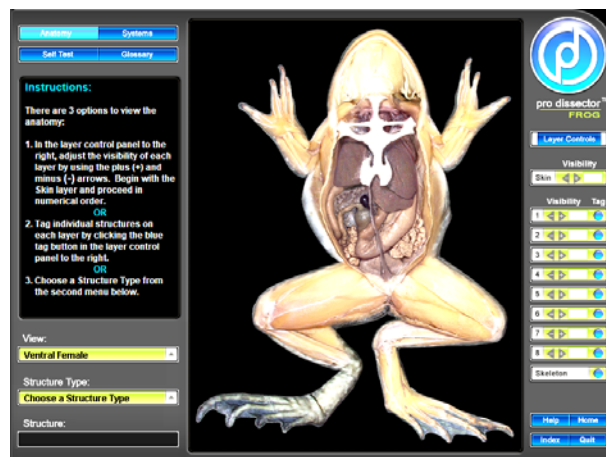 Anatomy
Systems
Self Test
Glossary
Instructions:
There are 3 options to view the
anatomy:
1. In the layer control panel to the
right, adjust the visibility of each
layer by using the plus (+) and
minus (-) arrows. Begin with the
Skin layer and proceed in
numerical order.
OR
2. Tag individual structures on
each layer by clicking the blue
tag button in the layer control
panel to the right.
OR
3. Choose a Structure Type from
the second menu below.
View:
Ventral Female
Structure Type:
Choose a Structure Type
Structure:
pro dissector™
FROG
Layer Controls
Visibility
Skin
Visibility Tag
1
2
3
4
5
6
7
8
Skeleton
Help
Home
Index
Quit